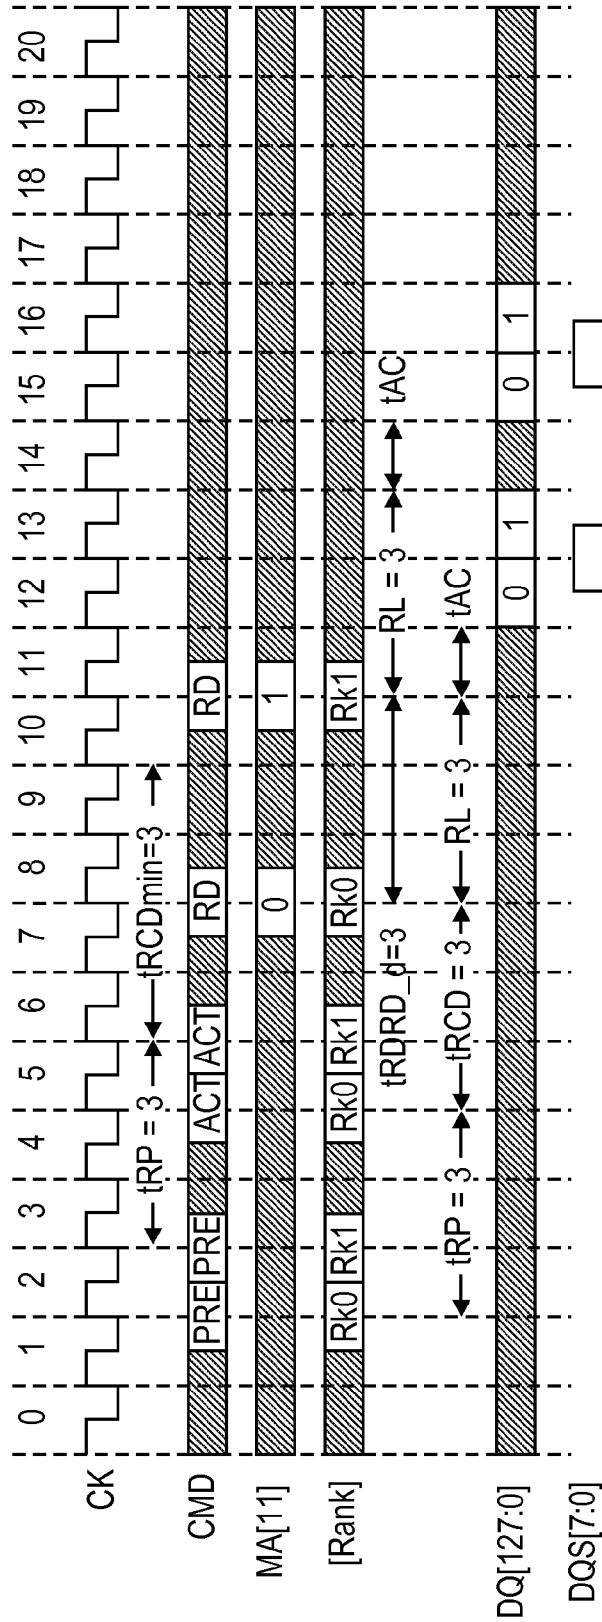 0 1 2 3 4 5 6 7 8 9 10 11 12 13 14 15 16 17 18 19 20
CK
tRP = 3 tRCDmin=3
CMD PRE PRE ACT ACT RD RD
MA[11] 0 1
[Rank] Rk0 Rk1 Rk0 Rk1 Rk0 Rk1
tRDRD_d=3 RL = 3 tAC
tRP = 3 tRCD = 3 RL = 3 tAC
DQ[127:0] 0 1 0 1
DQS[7:0]